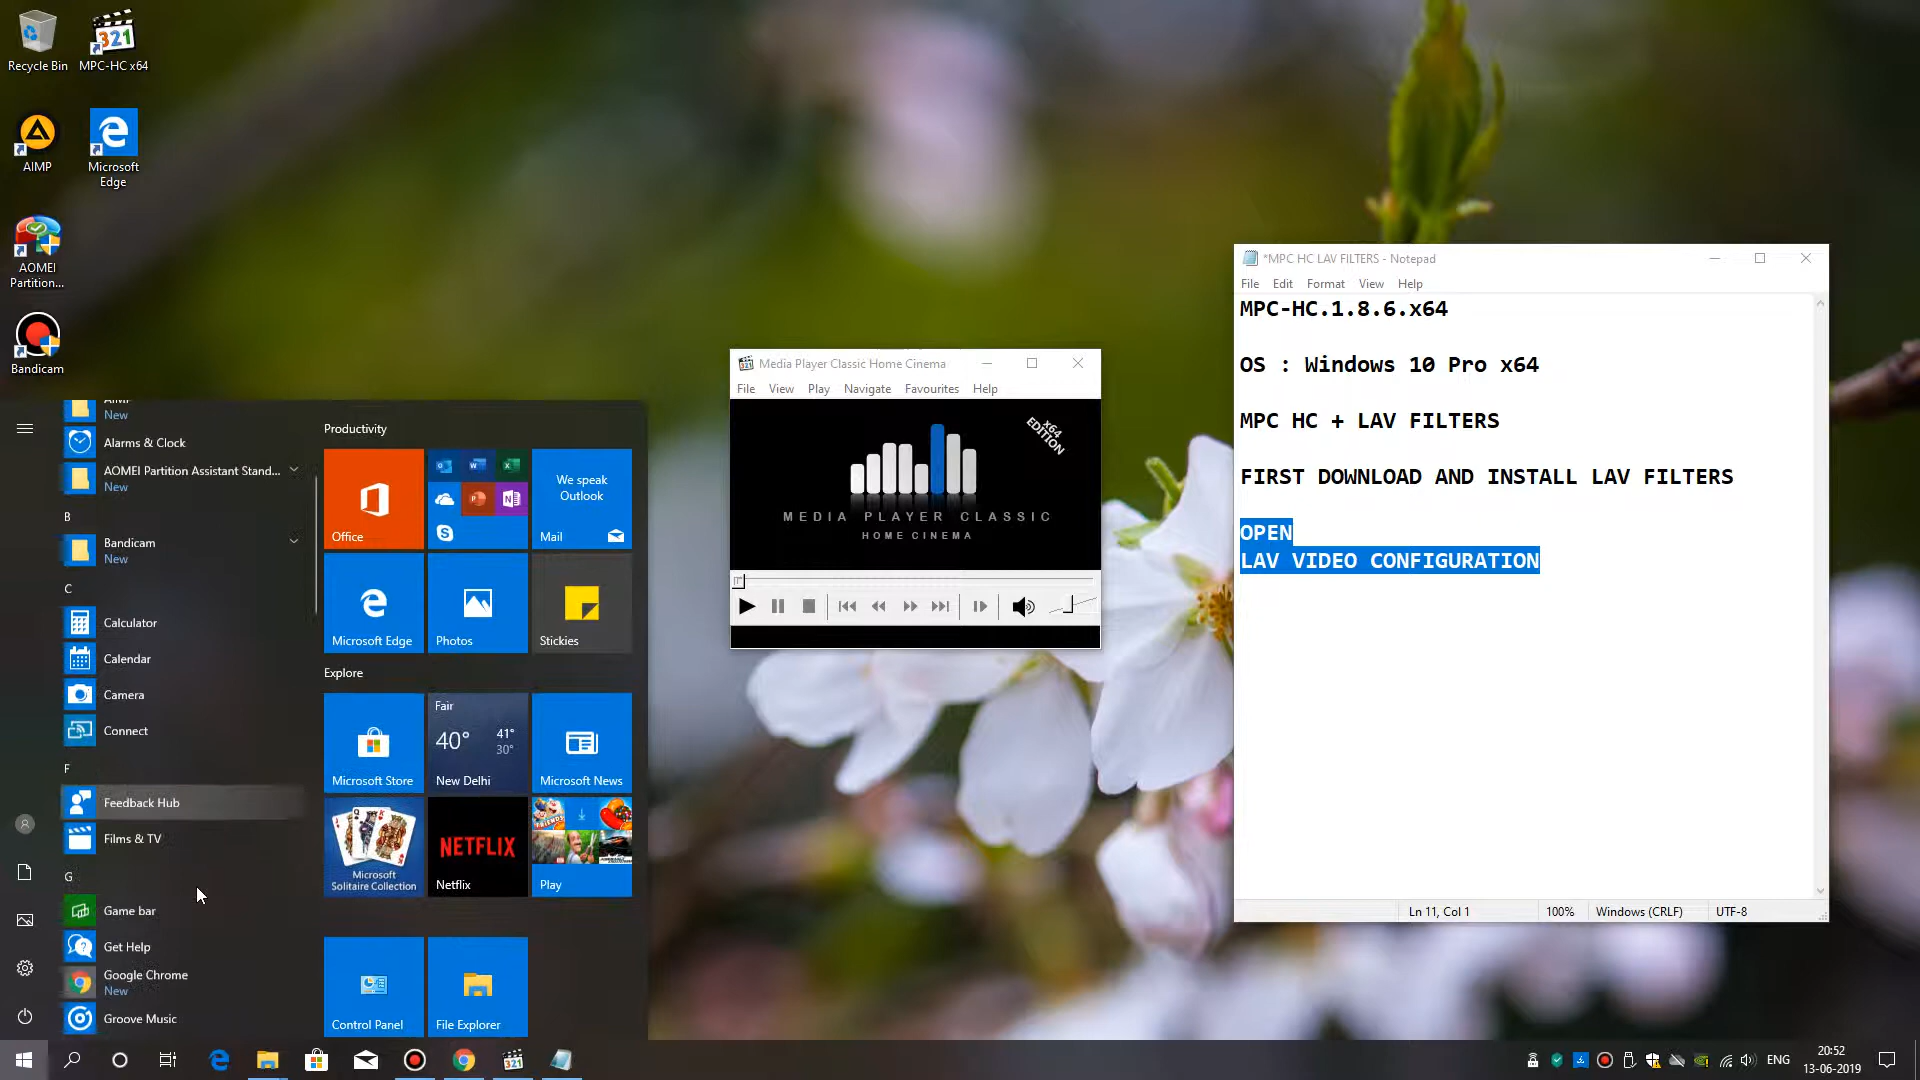 Recycle Bin
MPC-HC x64
AIMP
Microsoft
Edge
AOMEI
Partition...
Bandicam
New
Alarms & Clock
AOMEI Partition Assistant Stand...
New
B
Bandicam
New
C
Calculator
Calendar
Camera
Connect
F
Feedback Hub
Films & TV
G
Game bar
Get Help
Google Chrome
New
Groove Music
Productivity
Office
We speak
Outlook
Mail
Microsoft Edge
Photos
Stickies
Explore
Microsoft Store
Fair
40°
41°
30°
New Delhi
Microsoft News
Microsoft
Solitaire Collection
NETFLIX
Netflix
Play
Control Panel
File Explorer
Media Player Classic Home Cinema
File View Play Navigate Favourites Help
x64
EDITION
MEDIA PLAYER CLASSIC
HOME CINEMA
*MPC HC LAV FILTERS - Notepad
File Edit Format View Help
MPC-HC.1.8.6.x64
OS : Windows 10 Pro x64
MPC HC + LAV FILTERS
FIRST DOWNLOAD AND INSTALL LAV FILTERS
OPEN
LAV VIDEO CONFIGURATION
Ln 11, Col 1
100%
Windows (CRLF)
UTF-8
ENG
20:52
13-06-2019